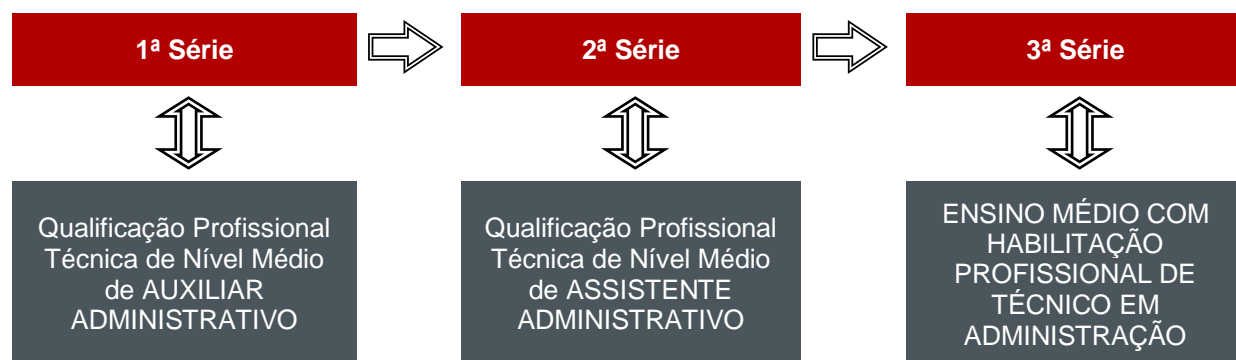 1ª Série
2ª Série
3ª Série
Qualificação Profissional
Técnica de Nível Médio
de AUXILIAR
ADMINISTRATIVO
Qualificação Profissional
Técnica de Nível Médio
de ASSISTENTE
ADMINISTRATIVO
ENSINO MÉDIO COM
HABILITAÇÃO
PROFISSIONAL DE
TÉCNICO EM
ADMINISTRAÇÃO